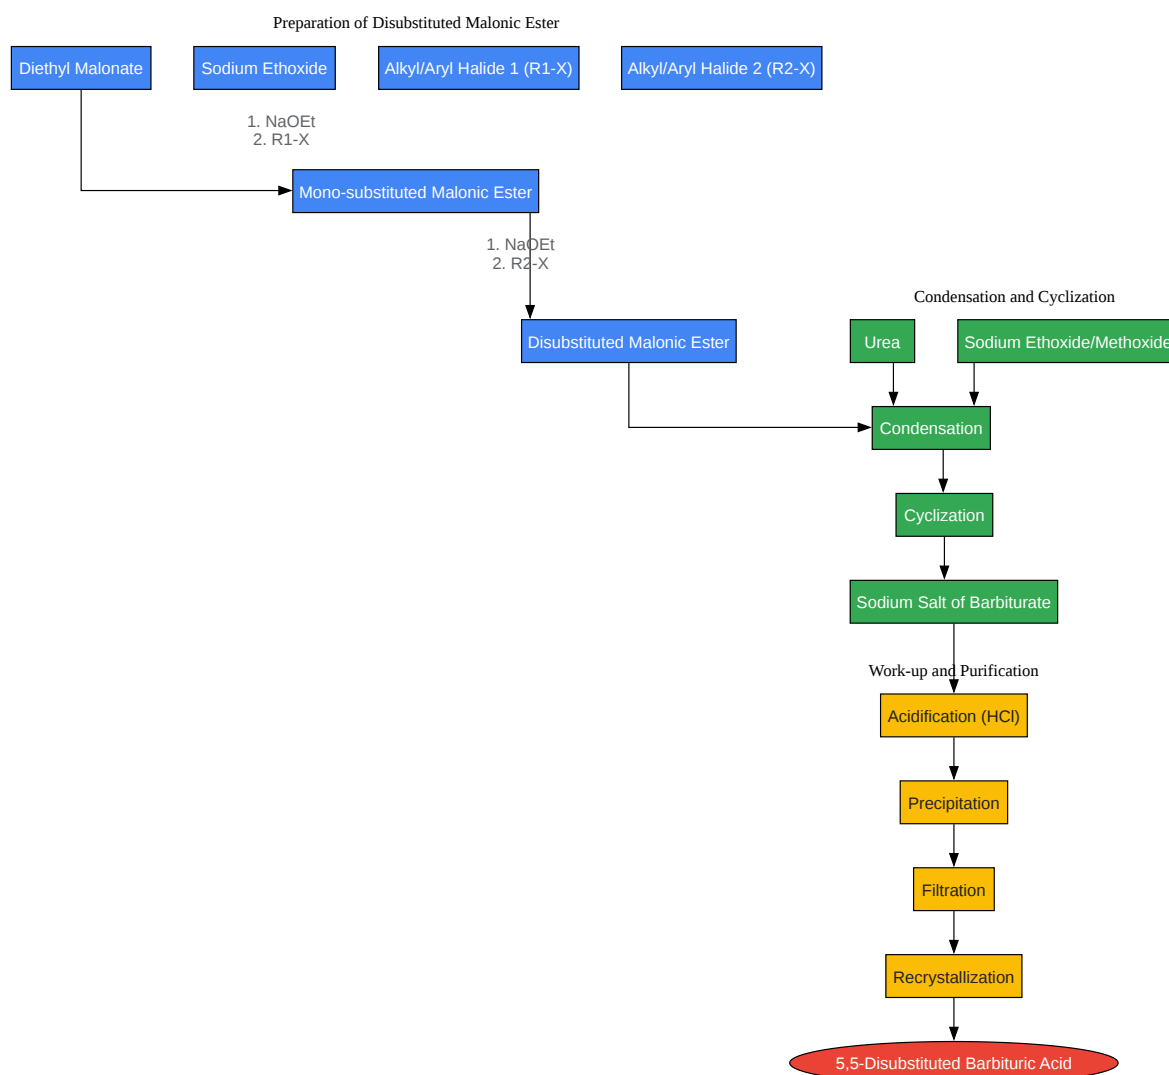 Preparation of Disubstituted Malonic Ester
Diethyl Malonate
Sodium Ethoxide
Alkyl/Aryl Halide 1 (R1-X)
Alkyl/Aryl Halide 2 (R2-X)
1. NaOEt
2. R1-X
Mono-substituted Malonic Ester
1. NaOEt
2. R2-X
Condensation and Cyclization
Disubstituted Malonic Ester
Urea
Sodium Ethoxide/Methoxide
Condensation
Cyclization
Sodium Salt of Barbiturate
Work-up and Purification
Acidification (HCl)
Precipitation
Filtration
Recrystallization
5,5-Disubstituted Barbituric Acid